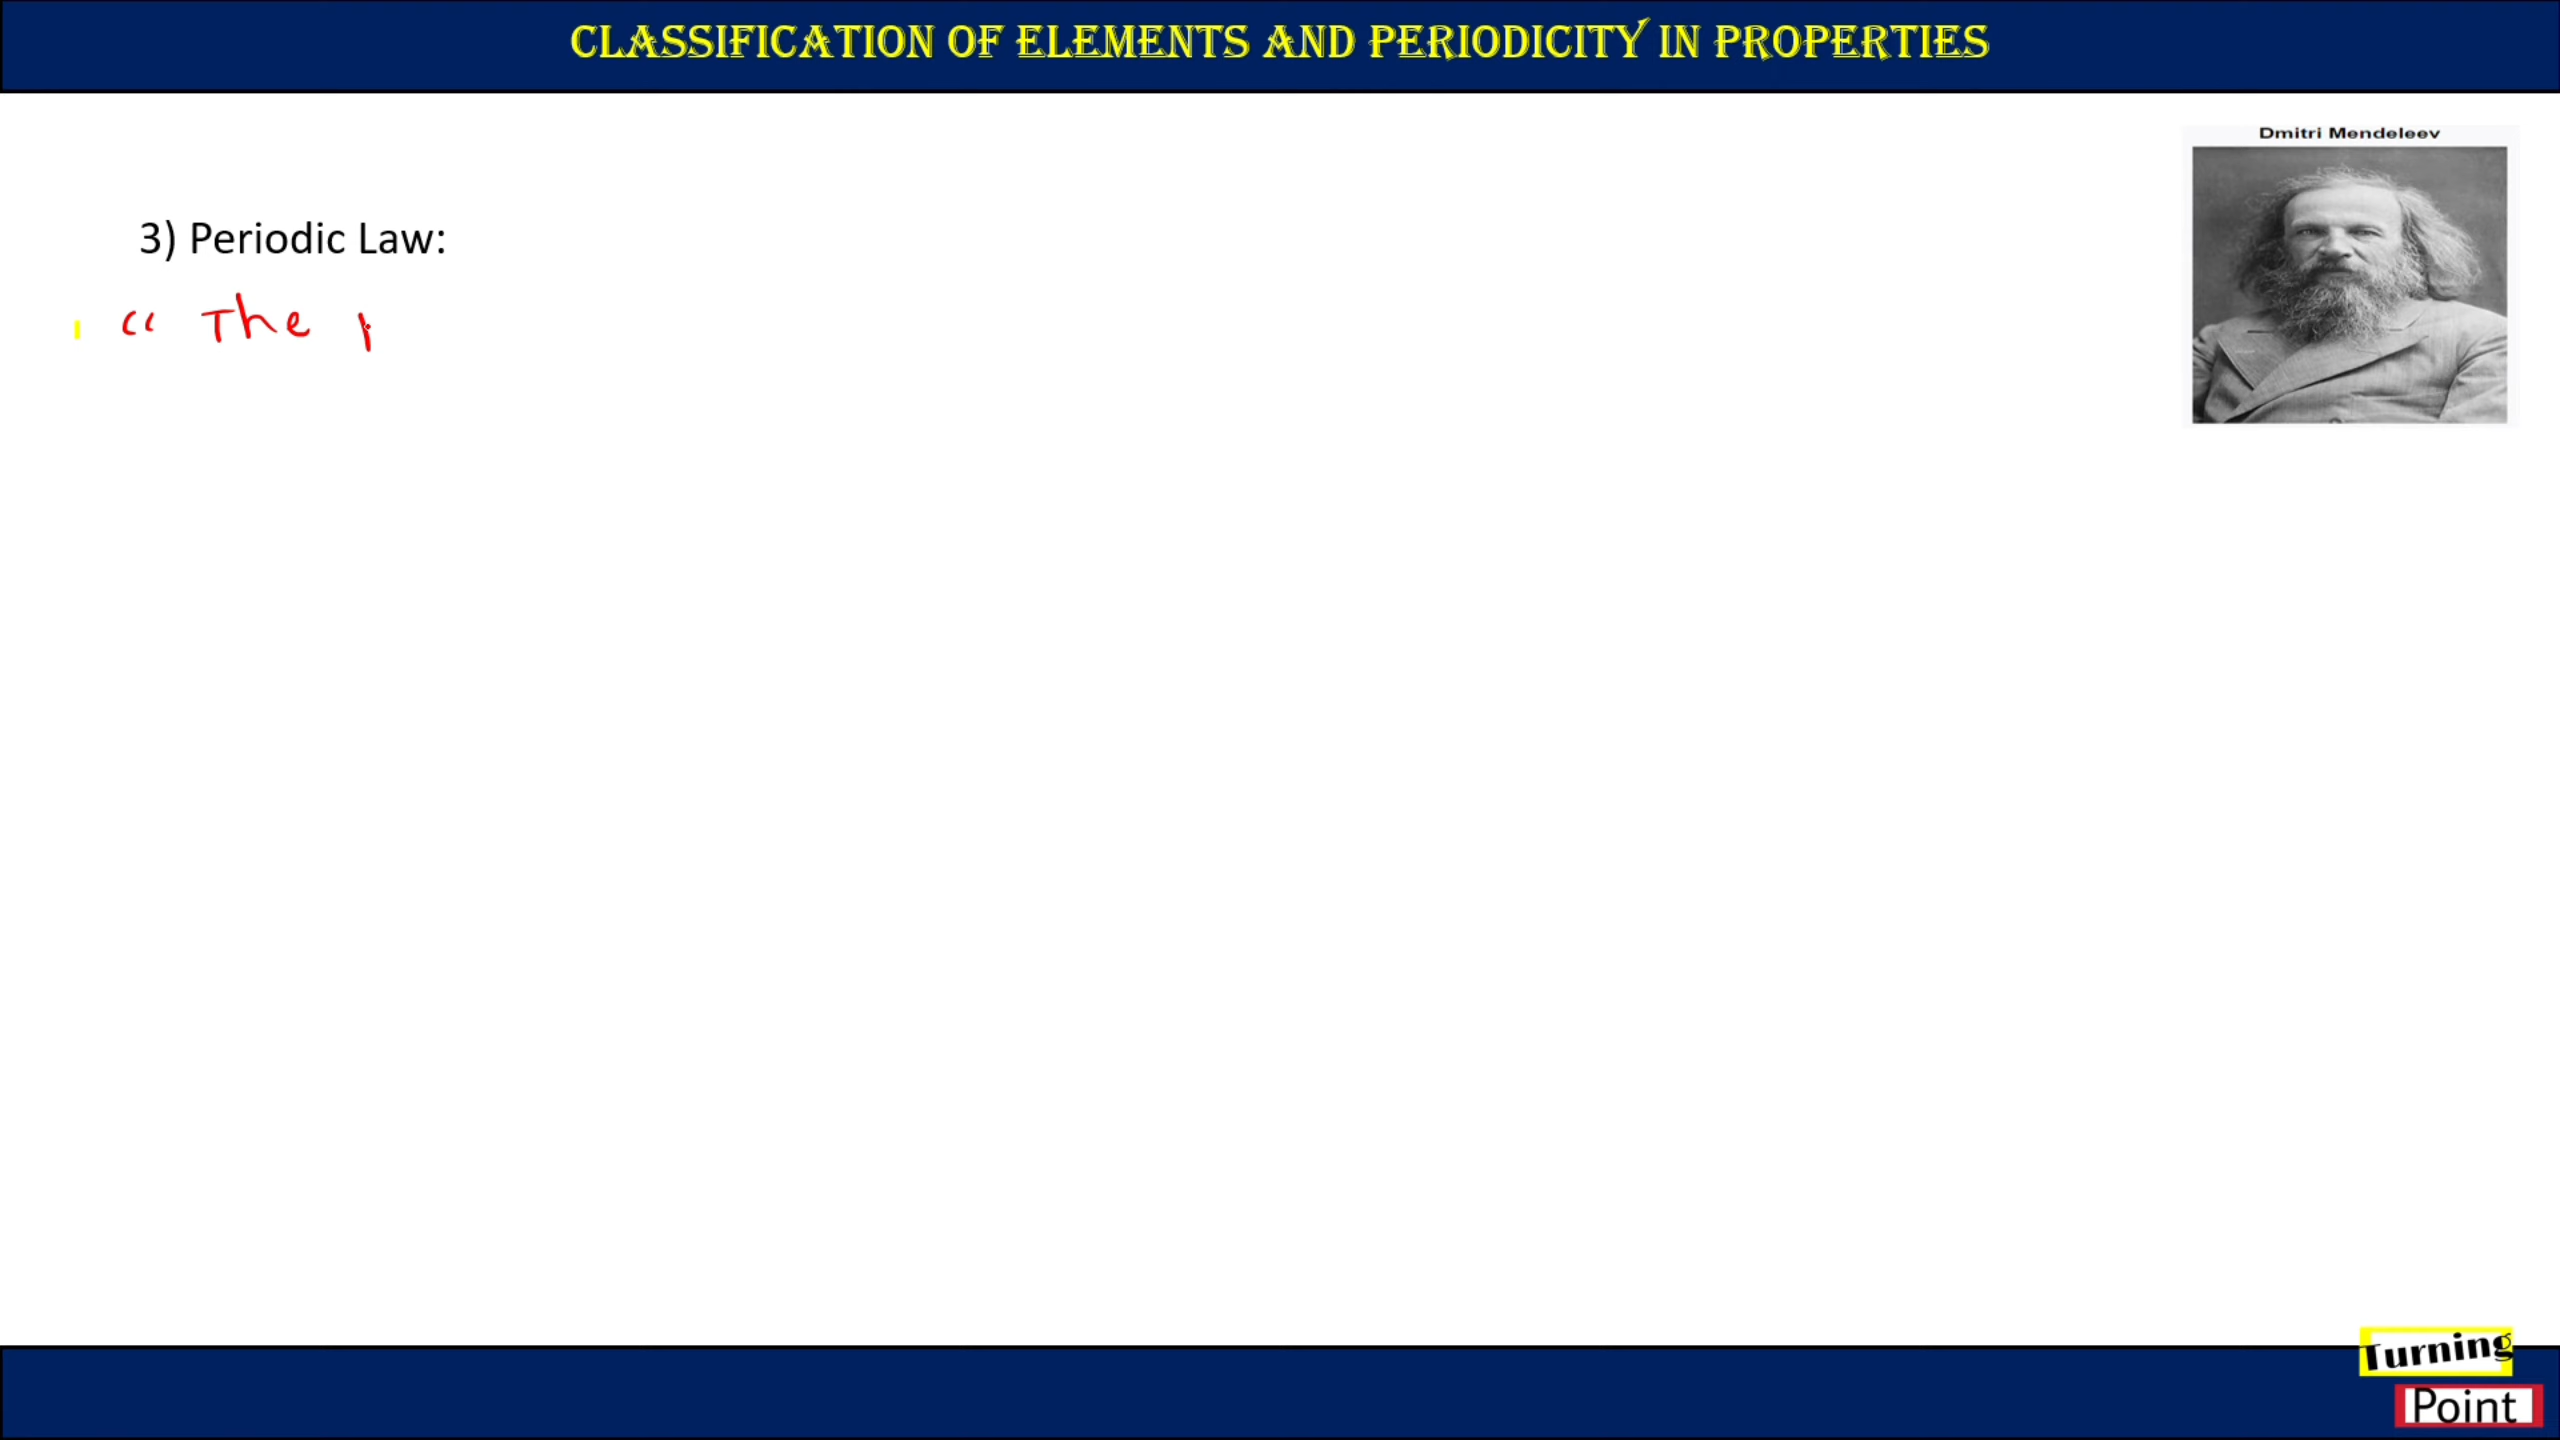 CLASSIFICATION OF ELEMENTS AND PERIODICITY IN PROPERTIES
Dmitri Mendeleev
3) Periodic Law:
“ The
Turning
Point